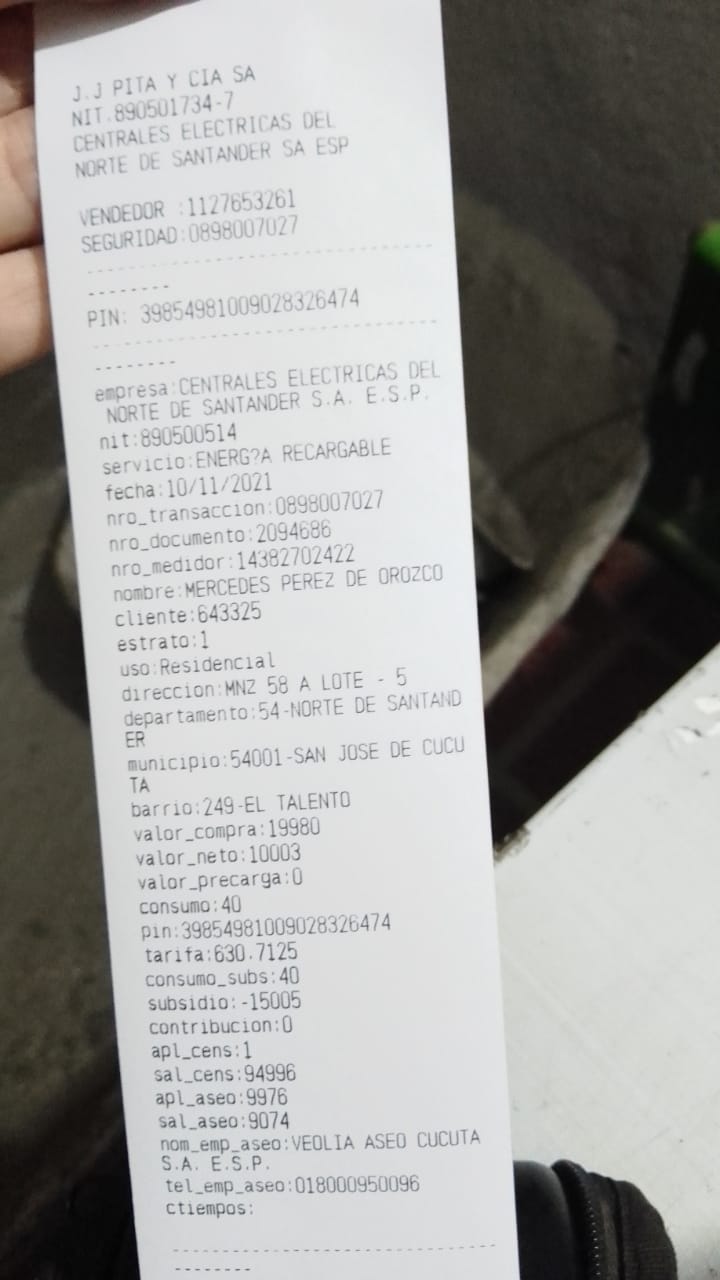 J.J PITA Y CIA SA
NIT.890501734-7
CENTRALES ELECTRICAS DEL
NORTE DE SANTANDER SA ESP
VENDEDOR :1127653261
SEGURIDAD:0898007027
--------------------------------
--------
PIN: 39854981009028326474
--------------------------------
--------
empresa:CENTRALES ELECTRICAS DEL
NORTE DE SANTANDER S.A. E.S.P.
nit:890500514
servicio:ENERG?A RECARGABLE
fecha:10/11/2021
nro_transaccion:0898007027
nro_documento:2094686
nro_medidor:14382702422
nombre:MERCEDES PEREZ DE OROZCO
cliente:643325
estrato:1
uso:Residencial
direccion:MNZ 58 A LOTE - 5
departamento:54-NORTE DE SANTAND
ER
municipio:54001-SAN JOSE DE CUCU
TA
barrio:249-EL TALENTO
valor_compra:19980
valor_neto:10003
valor_precarga:0
consumo:40
pin:39854981009028326474
tarifa:630.7125
consumo_subs:40
subsidio:-15005
contribucion:0
apl_cens:1
sal_cens:94996
apl_aseo:9976
sal_aseo:9074
nom_emp_aseo:VEOLIA ASEO CUCUTA
S.A. E.S.P.
tel_emp_aseo:018000950096
ctiempos:
--------------------------------
--------